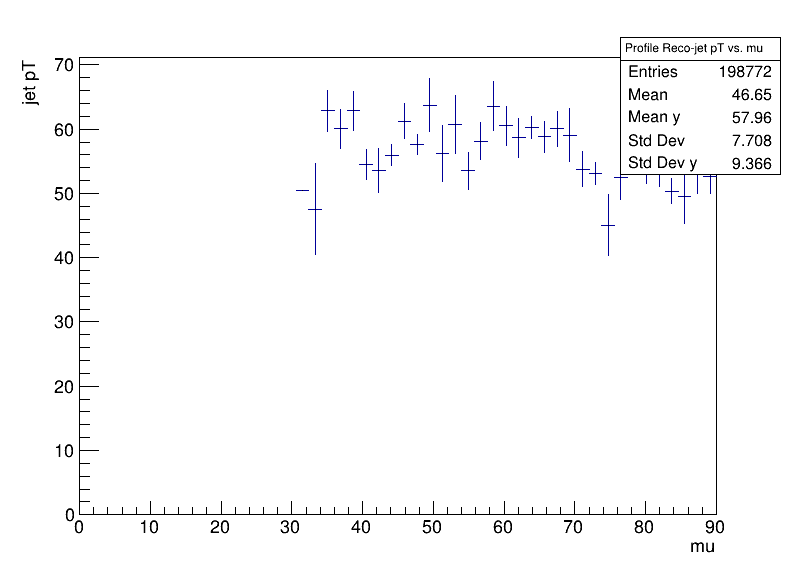 Profile Reco-jet pT vs. mu
Entries 198772
Mean 46.65
Mean y 57.96
Std Dev 7.708
Std Dev y 9.366
jet pT
70
60
50
40
30
20
10
0
0 10 20 30 40 50 60 70 80 90
mu